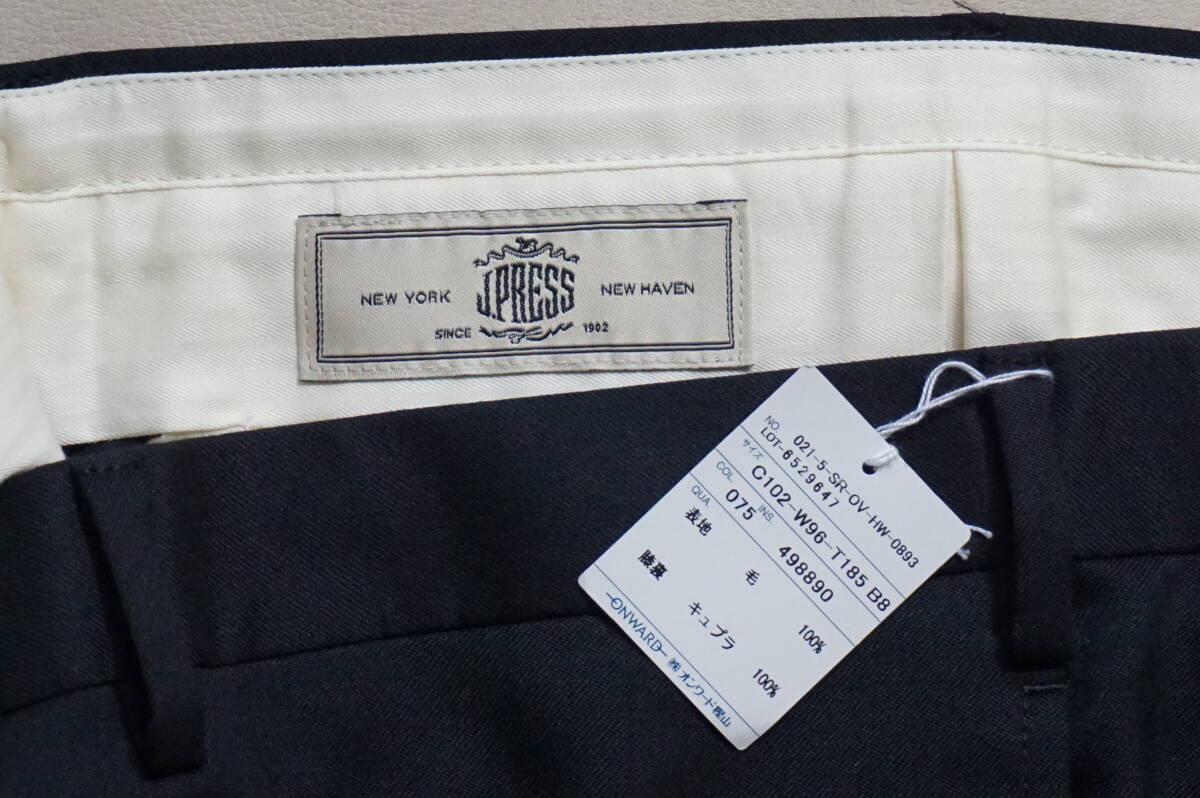 NEW YORK J.PRESS NEW HAVEN
SINCE 1902
NO. 021-5-SR-OV-HW-0893
LOT-6529647
サイズ C102-W96-T185 B8
COL. 075 INS. 498890
QUA. 表地 毛 100%
膝裏 キュプラ 100%
ONWARD ㈱オンワード樫山